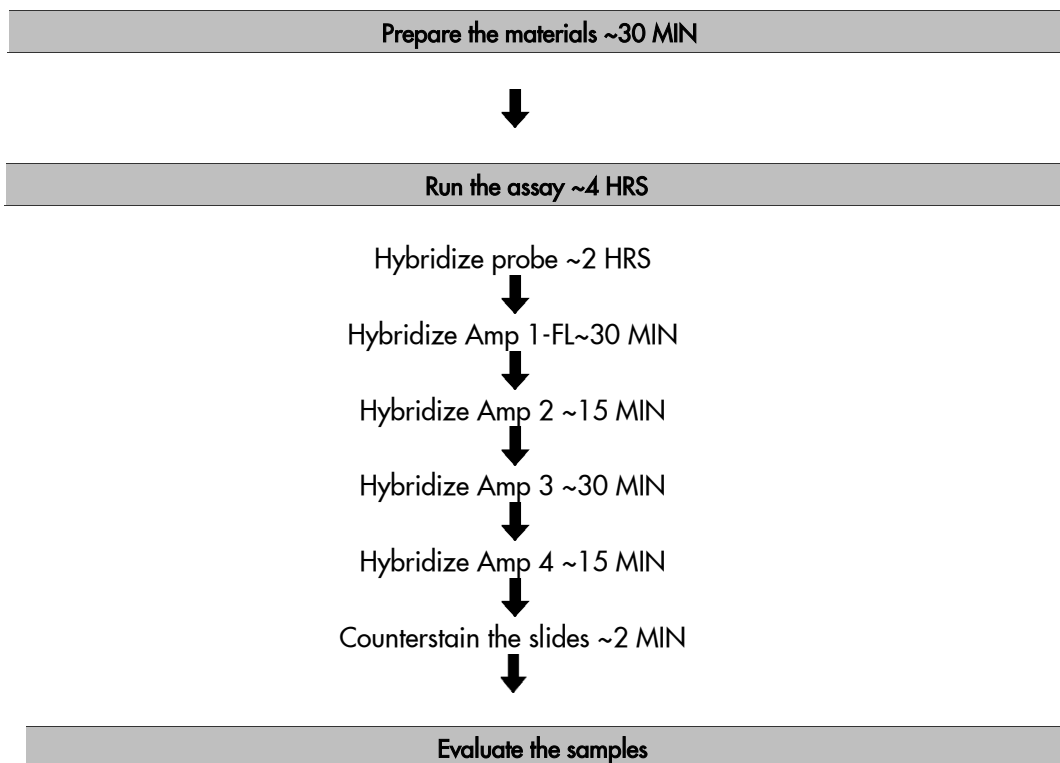 Prepare the materials ~30 MIN
Run the assay ~4 HRS
Hybridize probe ~2 HRS
Hybridize Amp 1-FL~30 MIN
Hybridize Amp 2 ~15 MIN
Hybridize Amp 3 ~30 MIN
Hybridize Amp 4 ~15 MIN
Counterstain the slides ~2 MIN
Evaluate the samples